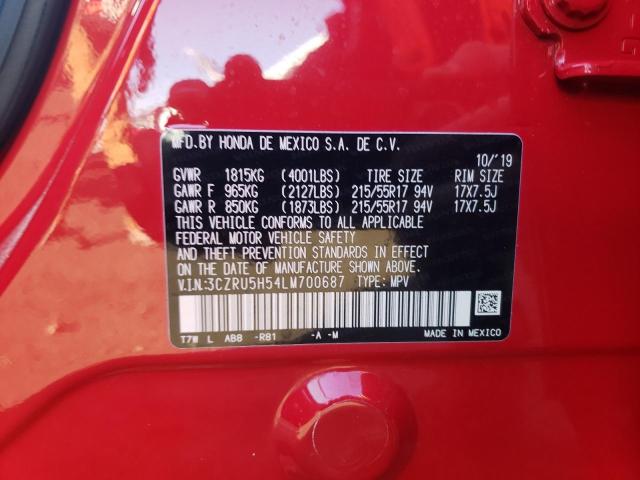 MFD.BY HONDA DE MEXICO S.A. DE C.V.
10/'19
GVWR 1815KG (4001LBS) TIRE SIZE RIM SIZE
GAWR F 965KG (2127LBS) 215/55R17 94V 17X7.5J
GAWR R 850KG (1873LBS) 215/55R17 94V 17X7.5J
THIS VEHICLE CONFORMS TO ALL APPLICABLE
FEDERAL MOTOR VEHICLE SAFETY
AND THEFT PREVENTION STANDARDS IN EFFECT
ON THE DATE OF MANUFACTURE SHOWN ABOVE.
V.I.N.:3CZRU5H54LM700687 TYPE: MPV
T7W L AB8 -R81 -A -M MADE IN MEXICO